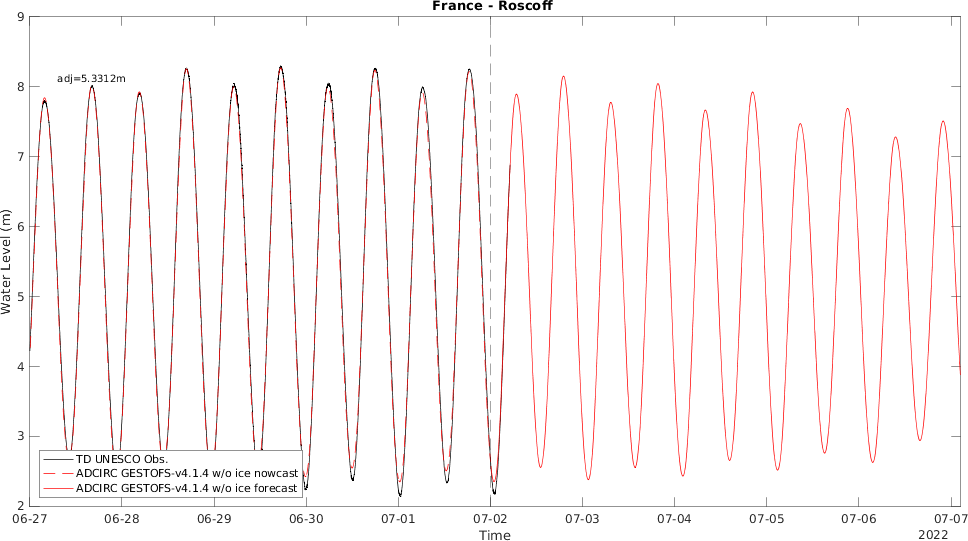 France - Roscoff
9
8
7
6
5
4
3
2
Water Level (m)
adj=5.3312m
TD UNESCO Obs.
ADCIRC GESTOFS-v4.1.4 w/o ice nowcast
ADCIRC GESTOFS-v4.1.4 w/o ice forecast
06-27 06-28 06-29 06-30 07-01 07-02 07-03 07-04 07-05 07-06 07-07
Time
2022